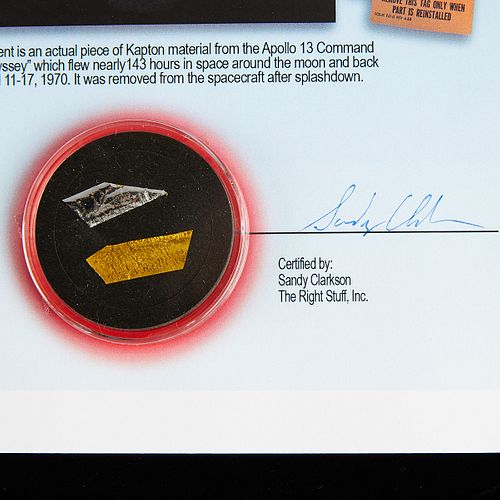 REMOVE THIS TAG ONLY WHEN
PART IS REINSTALLED
ent is an actual piece of Kapton material from the Apollo 13 Command
yssey” which flew nearly143 hours in space around the moon and back
11-17, 1970. It was removed from the spacecraft after splashdown.
Certified by:
Sandy Clarkson
The Right Stuff, Inc.